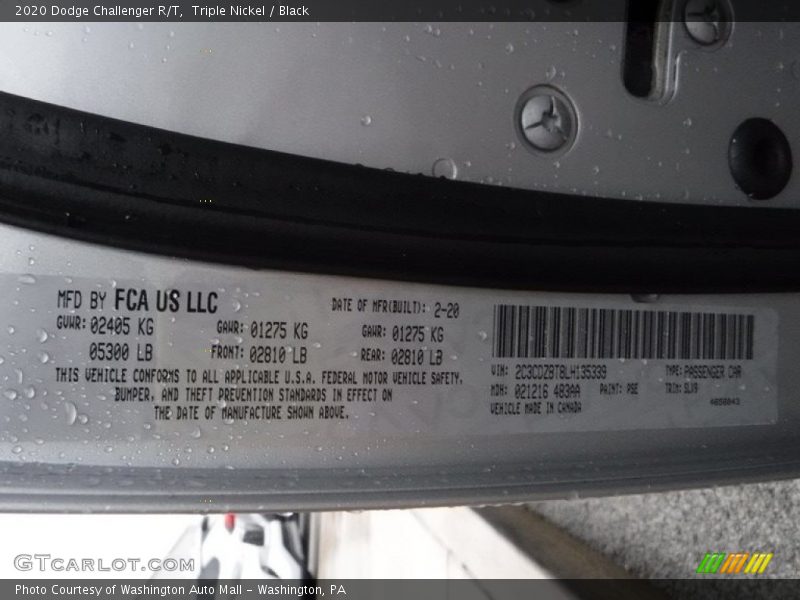 2020 Dodge Challenger R/T, Triple Nickel / Black
MFD BY FCA US LLC
DATE OF MFR(BUILT): 2-20
GVWR: 02405 KG GAWR: 01275 KG GAWR: 01275 KG
05300 LB FRONT: 02810 LB REAR: 02810 LB
THIS VEHICLE CONFORMS TO ALL APPLICABLE U.S.A. FEDERAL MOTOR VEHICLE SAFETY,
BUMPER, AND THEFT PREVENTION STANDARDS IN EFFECT ON
THE DATE OF MANUFACTURE SHOWN ABOVE.
VIN: 2C3CDZBT0LH135339 TYPE: PASSENGER CAR
MDH: 021216 483AA PAINT: PSE TRIM: SLV9
VEHICLE MADE IN CANADA
GTcarlot.com
Photo Courtesy of Washington Auto Mall - Washington, PA